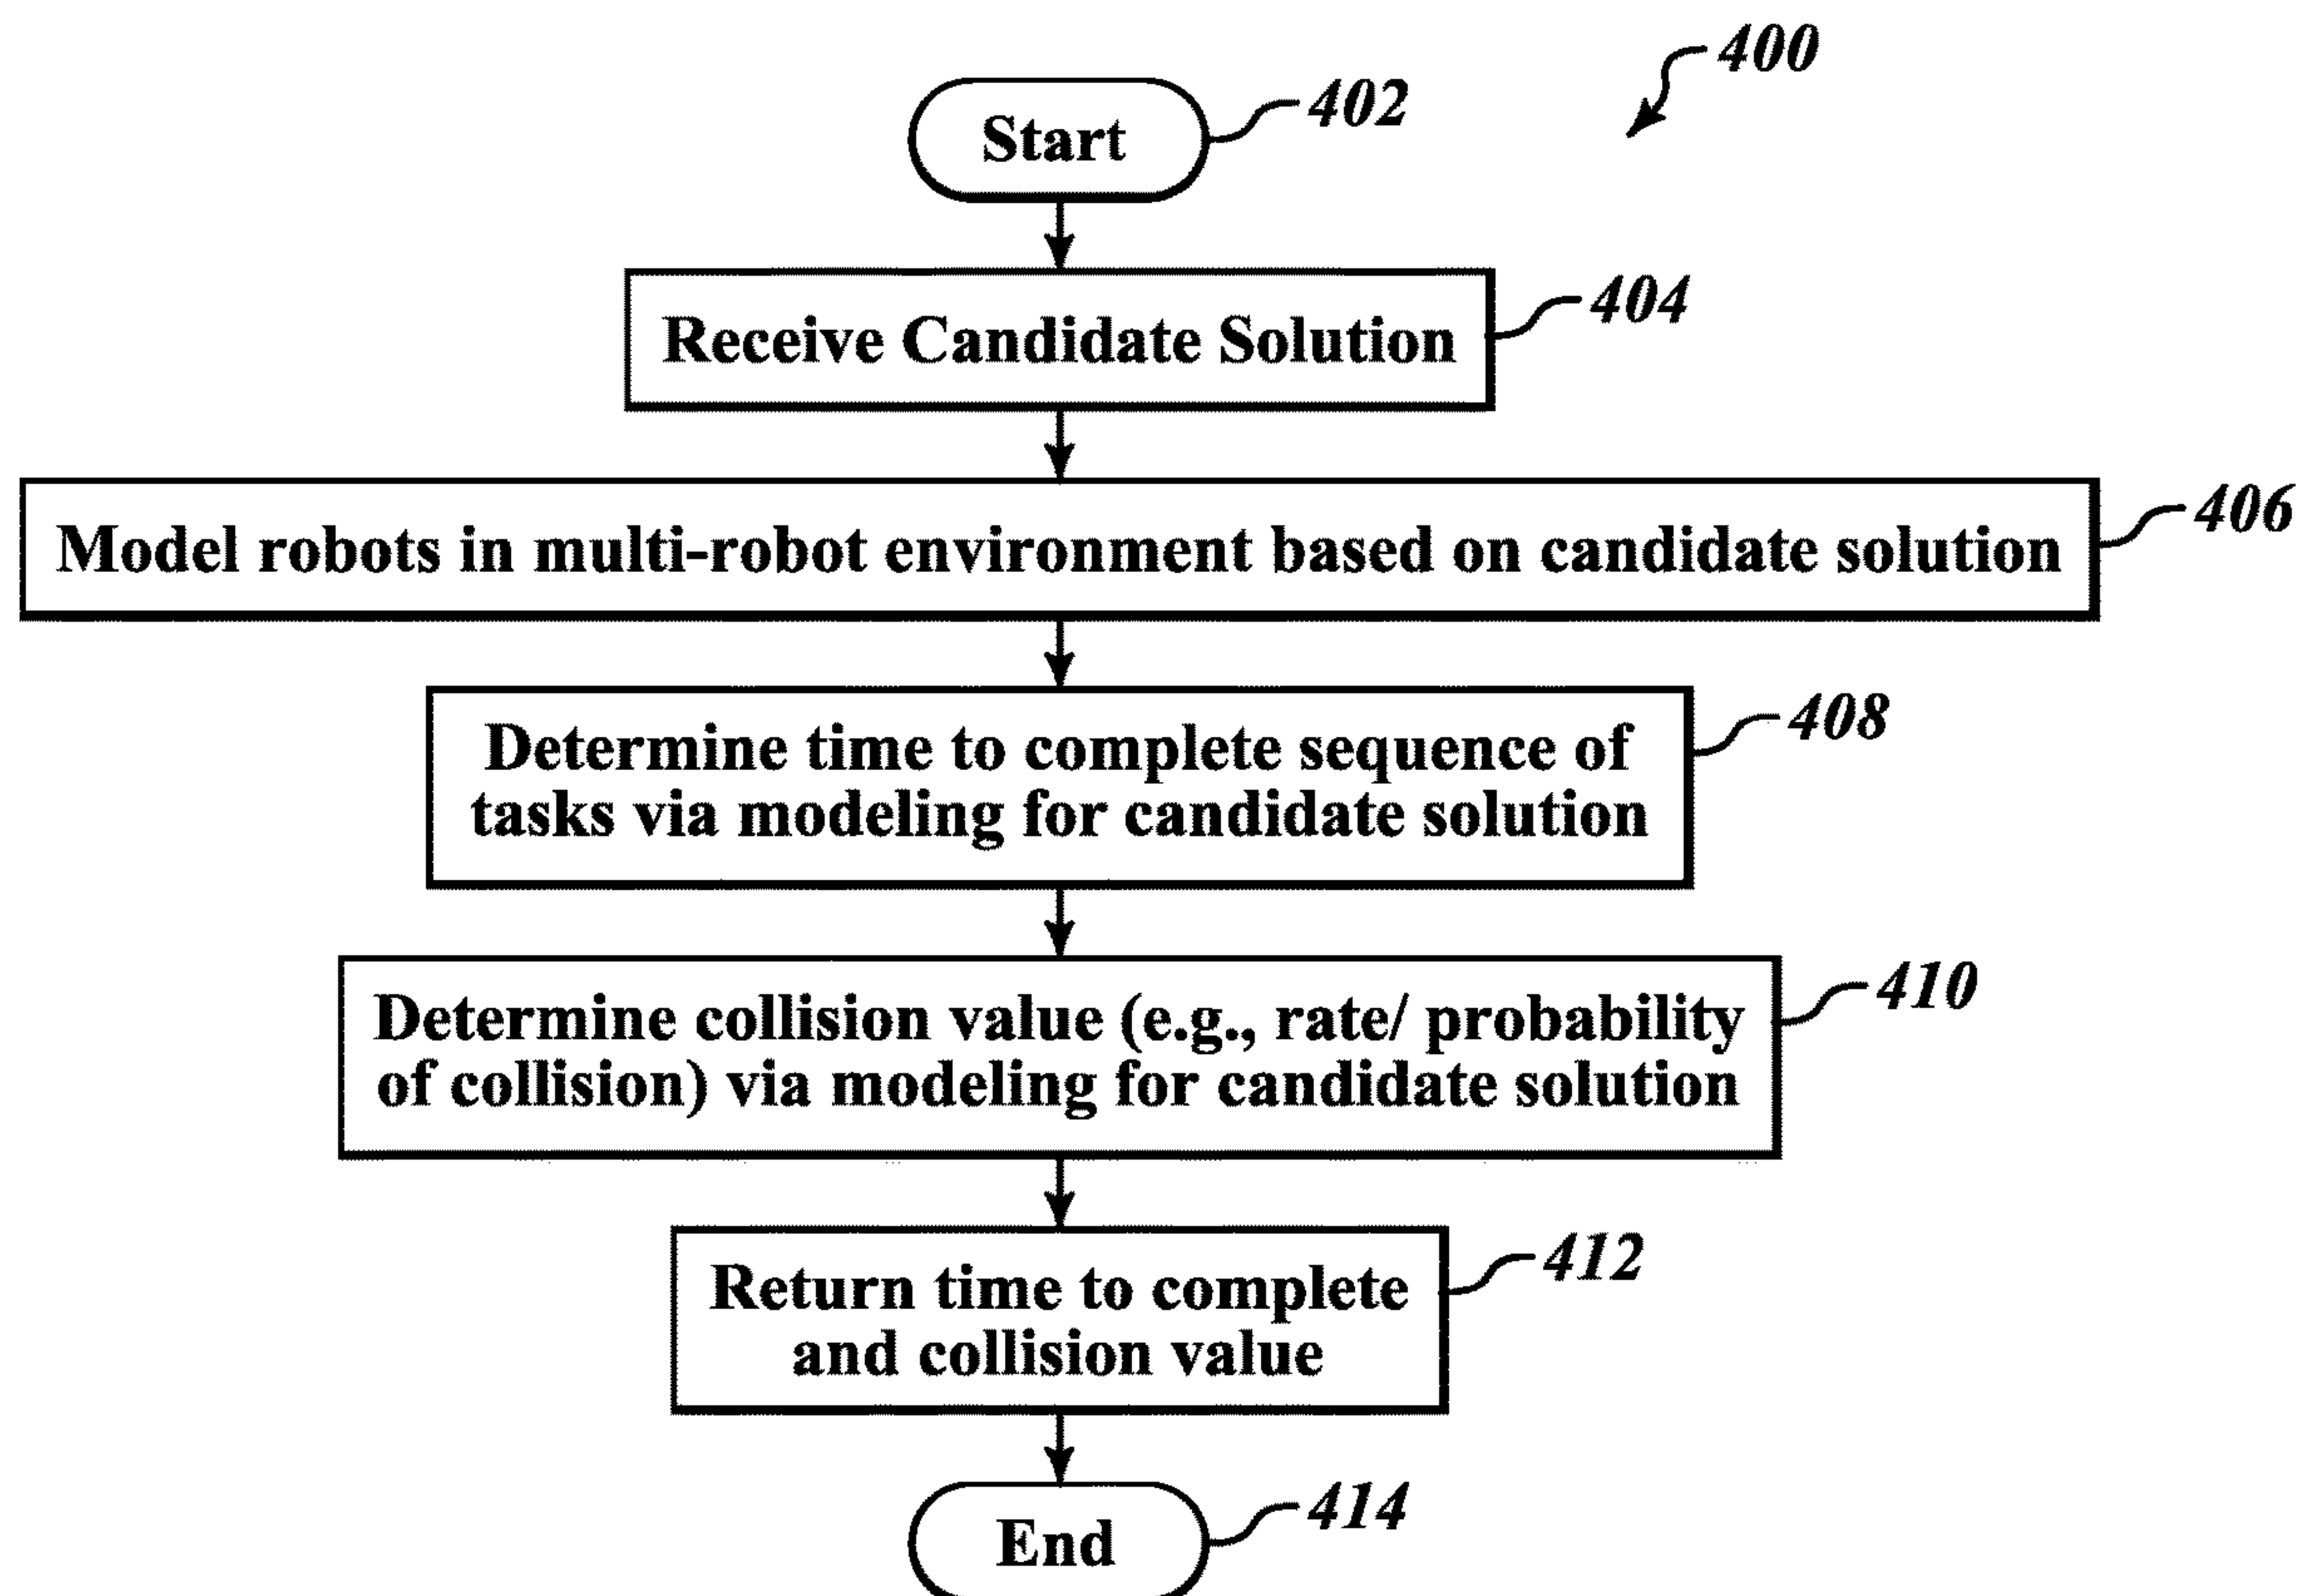 400
Start
402
Receive Candidate Solution
404
Model robots in multi-robot environment based on candidate solution
406
Determine time to complete sequence of
tasks via modeling for candidate solution
408
Determine collision value (e.g., rate/ probability
of collision) via modeling for candidate solution
410
Return time to complete
and collision value
412
End
414